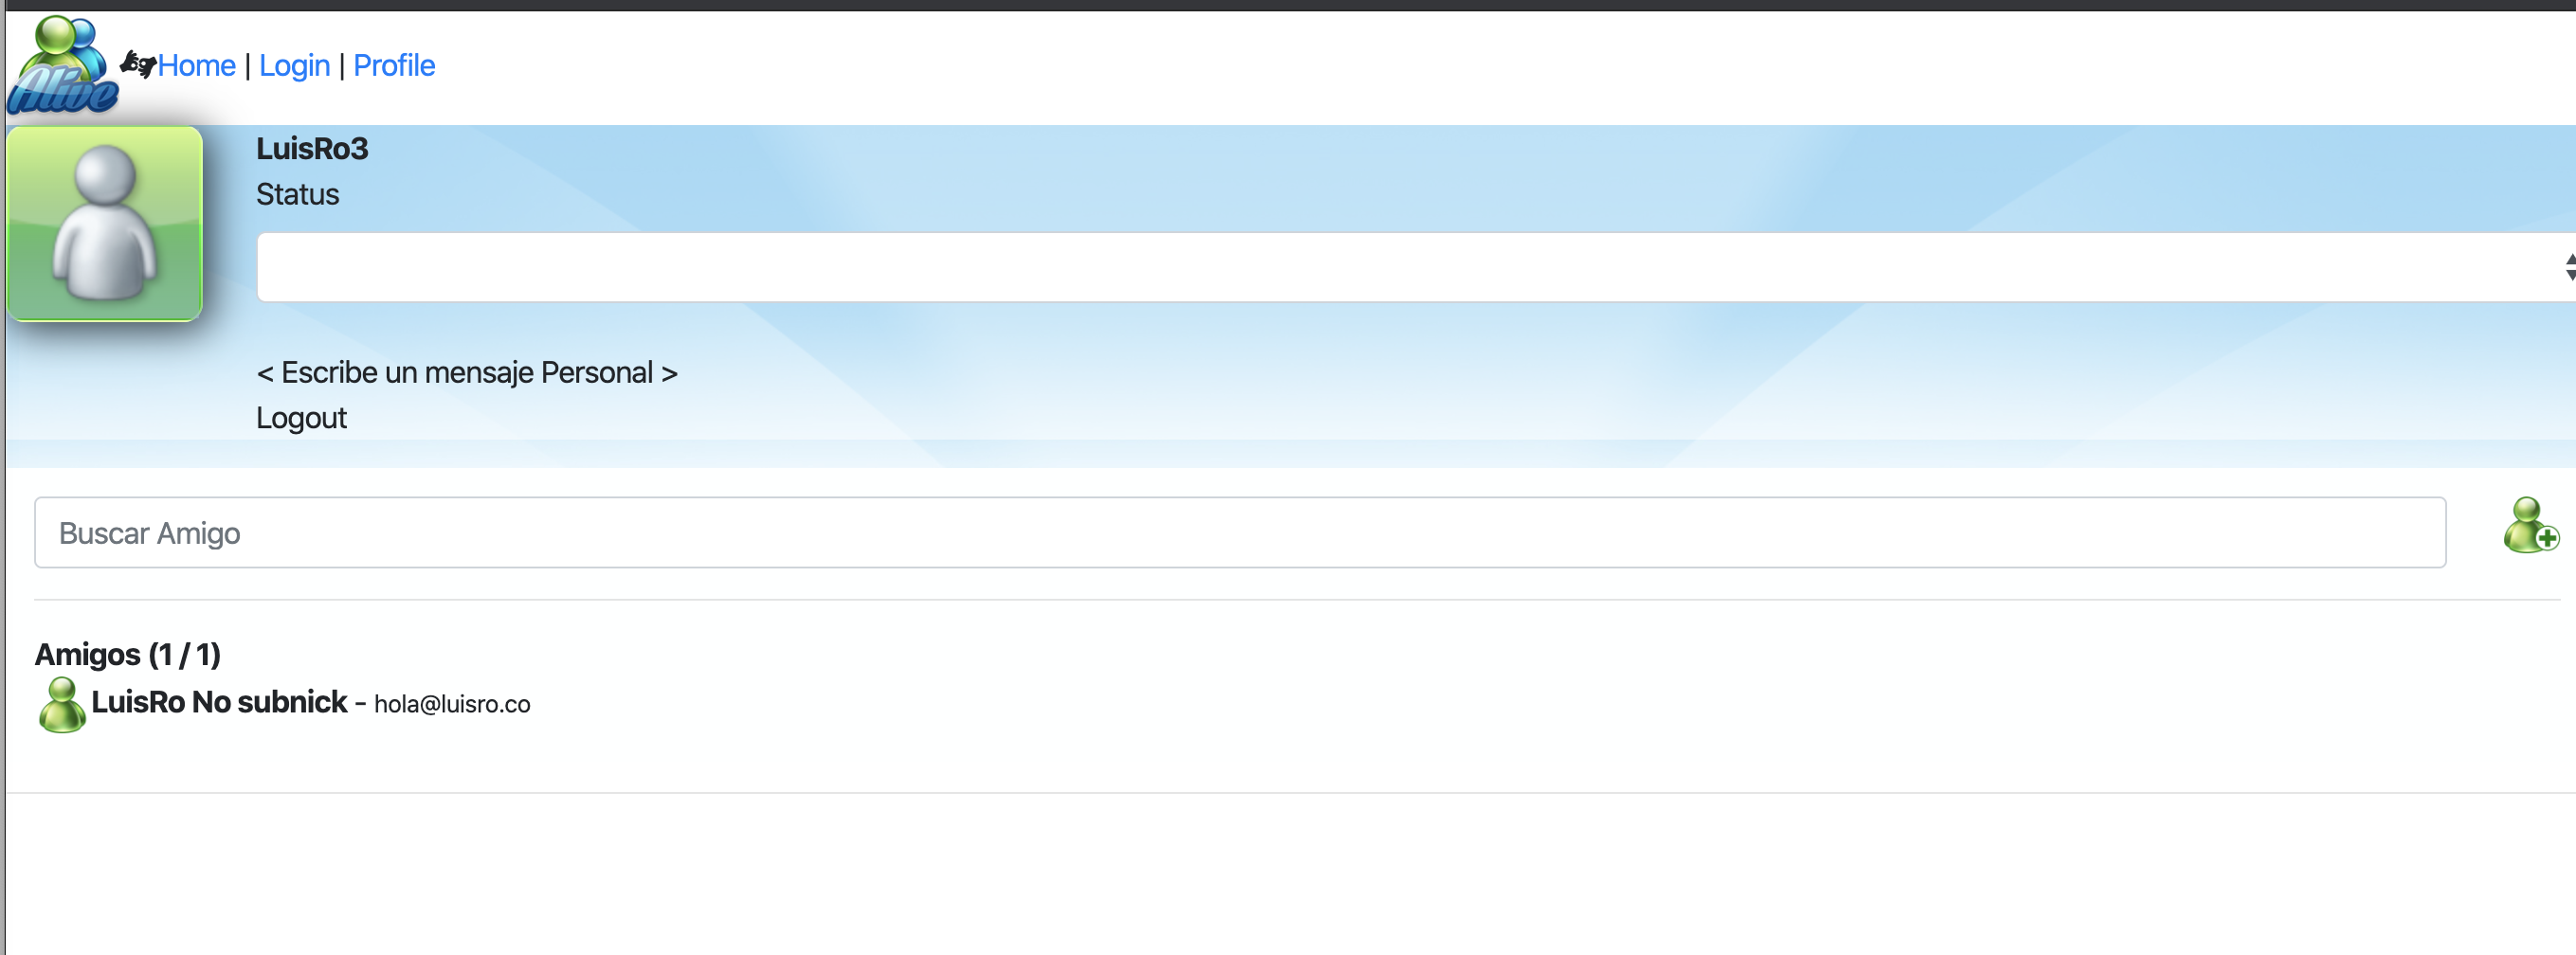 Alive
Home | Login | Profile
LuisRo3
Status
< Escribe un mensaje Personal >
Logout
Buscar Amigo
Amigos (1 / 1)
LuisRo No subnick - hola@luisro.co